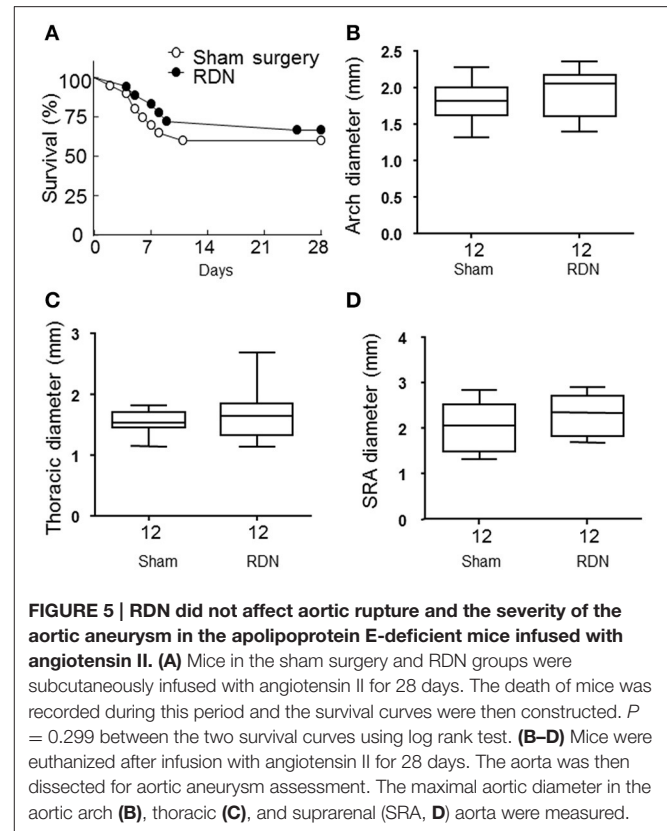 A
Sham surgery
RDN
100
75
50
25
0
Survival (%)
0 7 14 21 28
Days
B
2.5
2.0
1.5
1.0
0.5
0.0
Arch diameter (mm)
12 12
Sham RDN
C
3
2
1
0
Thoracic diameter (mm)
12 12
Sham RDN
D
4
3
2
1
0
SRA diameter (mm)
12 12
Sham RDN
FIGURE 5 | RDN did not affect aortic rupture and the severity of the
aortic aneurysm in the apolipoprotein E-deficient mice infused with
angiotensin II. (A) Mice in the sham surgery and RDN groups were
subcutaneously infused with angiotensin II for 28 days. The death of mice was
recorded during this period and the survival curves were then constructed. P
= 0.299 between the two survival curves using log rank test. (B–D) Mice were
euthanized after infusion with angiotensin II for 28 days. The aorta was then
dissected for aortic aneurysm assessment. The maximal aortic diameter in the
aortic arch (B), thoracic (C), and suprarenal (SRA, D) aorta were measured.